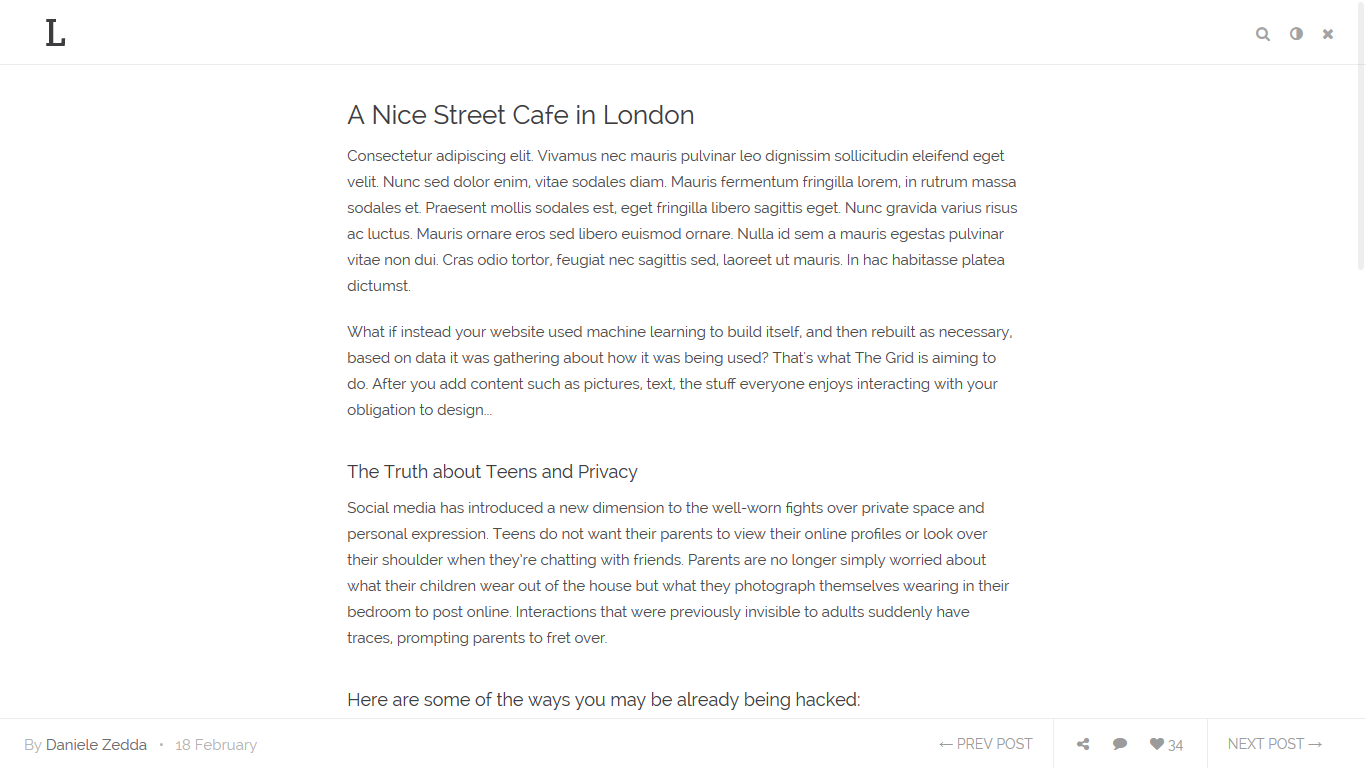 L
A Nice Street Cafe in London
Consectetur adipiscing elit. Vivamus nec mauris pulvinar leo dignissim sollicitudin eleifend eget
velit. Nunc sed dolor enim, vitae sodales diam. Mauris fermentum fringilla lorem, in rutrum massa
sodales et. Praesent mollis sodales est, eget fringilla libero sagittis eget. Nunc gravida varius risus
ac luctus. Mauris ornare eros sed libero euismod ornare. Nulla id sem a mauris egestas pulvinar
vitae non dui. Cras odio tortor, feugiat nec sagittis sed, laoreet ut mauris. In hac habitasse platea
dictumst.
What if instead your website used machine learning to build itself, and then rebuilt as necessary,
based on data it was gathering about how it was being used? That's what The Grid is aiming to
do. After you add content such as pictures, text, the stuff everyone enjoys interacting with your
obligation to design...
The Truth about Teens and Privacy
Social media has introduced a new dimension to the well-worn fights over private space and
personal expression. Teens do not want their parents to view their online profiles or look over
their shoulder when they're chatting with friends. Parents are no longer simply worried about
what their children wear out of the house but what they photograph themselves wearing in their
bedroom to post online. Interactions that were previously invisible to adults suddenly have
traces, prompting parents to fret over.
Here are some of the ways you may be already being hacked:
By Daniele Zedda • 18 February
← PREV POST
34
NEXT POST →